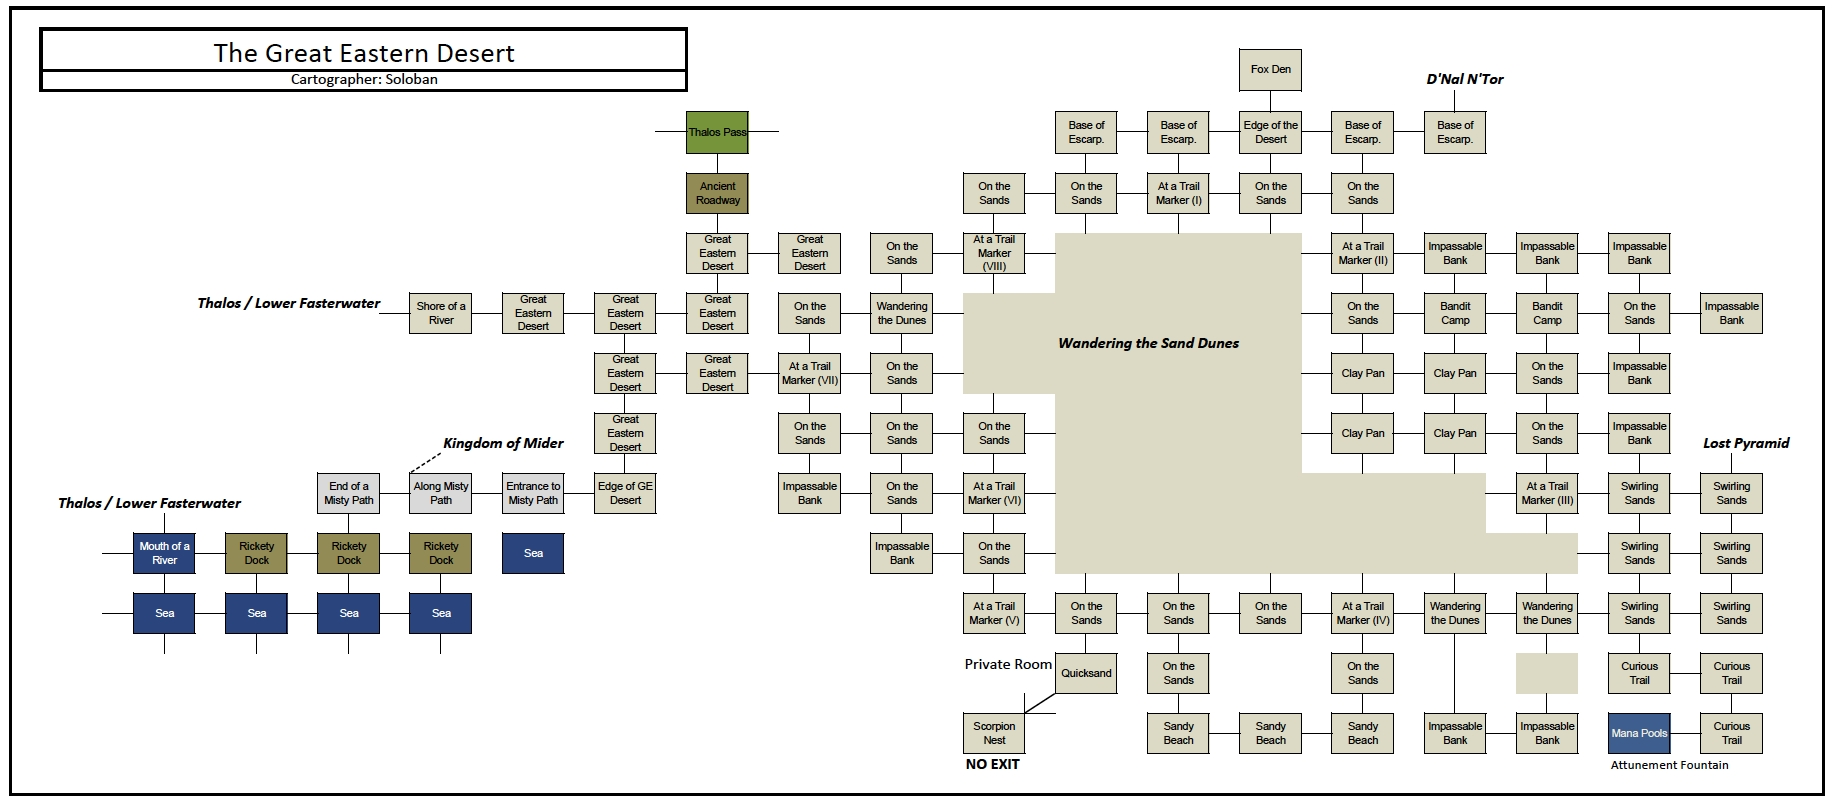 The Great Eastern Desert
Cartographer: Soloban
Fox Den
D'Nal N'Tor
Thalos Pass
Base of
Escarp.
Base of
Escarp.
Edge of the
Desert
Base of
Escarp.
Base of
Escarp.
Ancient
Roadway
On the
Sands
On the
Sands
At a Trail
Marker (I)
On the
Sands
On the
Sands
Great
Eastern
Desert
Great
Eastern
Desert
On the
Sands
At a Trail
Marker
(VIII)
At a Trail
Marker (II)
Impassable
Bank
Impassable
Bank
Impassable
Bank
Thalos / Lower Fasterwater
Shore of a
River
Great
Eastern
Desert
Great
Eastern
Desert
Great
Eastern
Desert
On the
Sands
Wandering
the Dunes
On the
Sands
Bandit
Camp
Bandit
Camp
On the
Sands
Impassable
Bank
Wandering the Sand Dunes
Great
Eastern
Desert
Great
Eastern
Desert
At a Trail
Marker (VII)
On the
Sands
Clay Pan
Clay Pan
On the
Sands
Impassable
Bank
Great
Eastern
Desert
On the
Sands
On the
Sands
On the
Sands
Clay Pan
Clay Pan
On the
Sands
Impassable
Bank
Kingdom of Mider
Lost Pyramid
End of a
Misty Path
Along Misty
Path
Entrance to
Misty Path
Edge of GE
Desert
Impassable
Bank
On the
Sands
At a Trail
Marker (VI)
At a Trail
Marker (III)
Swirling
Sands
Swirling
Sands
Thalos / Lower Fasterwater
Mouth of a
River
Rickety
Dock
Rickety
Dock
Rickety
Dock
Sea
Impassable
Bank
On the
Sands
Swirling
Sands
Swirling
Sands
Sea
Sea
Sea
Sea
At a Trail
Marker (V)
On the
Sands
On the
Sands
On the
Sands
At a Trail
Marker (IV)
Wandering
the Dunes
Wandering
the Dunes
Swirling
Sands
Swirling
Sands
Private Room
Quicksand
On the
Sands
On the
Sands
Curious
Trail
Curious
Trail
Scorpion
Nest
Sandy
Beach
Sandy
Beach
Sandy
Beach
Impassable
Bank
Impassable
Bank
Mana Pools
Curious
Trail
NO EXIT
Attunement Fountain